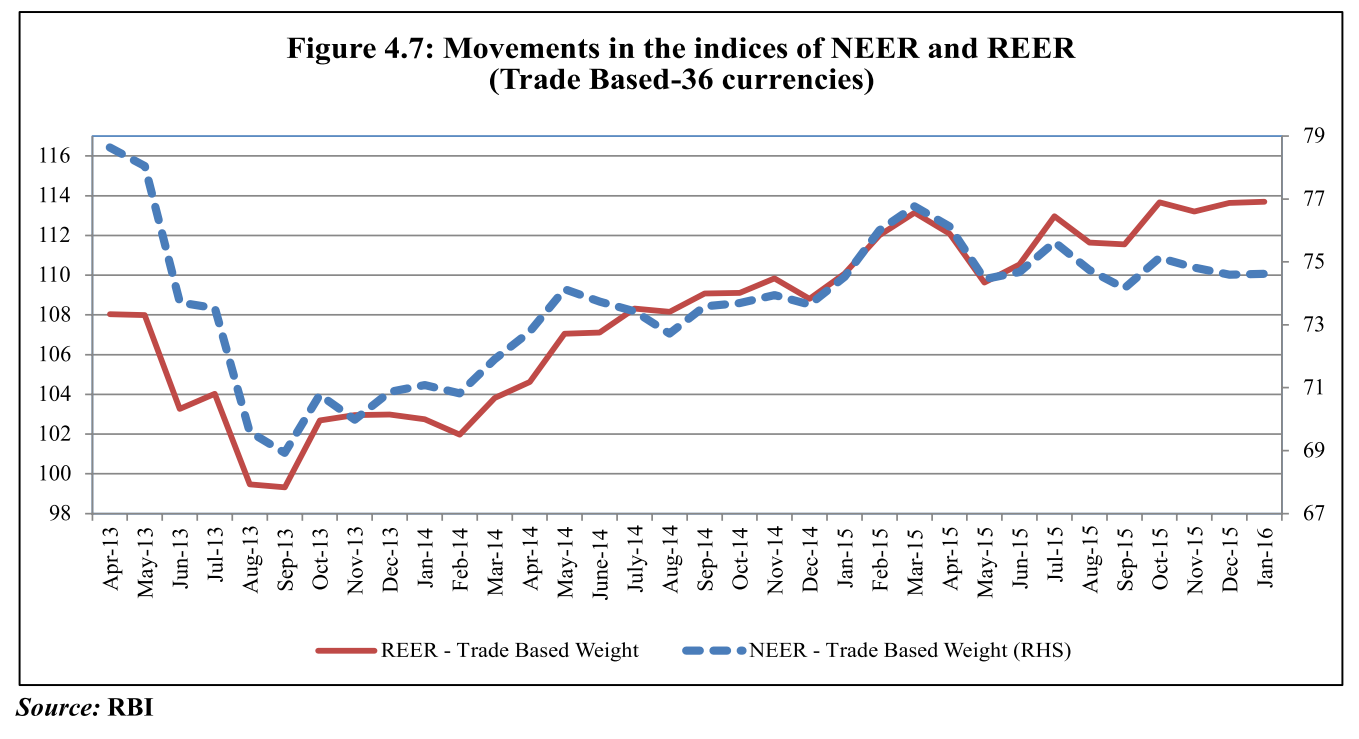 Figure 4.7: Movements in the indices of NEER and REER
(Trade Based-36 currencies)
116
114
112
110
108
106
104
102
100
98
79
77
75
73
71
69
67
Apr-13
May-13
Jun-13
Jul-13
Aug-13
Sep-13
Oct-13
Nov-13
Dec-13
Jan-14
Feb-14
Mar-14
Apr-14
May-14
June-14
July-14
Aug-14
Sep-14
Oct-14
Nov-14
Dec-14
Jan-15
Feb-15
Mar-15
Apr-15
May-15
Jun-15
Jul-15
Aug-15
Sep-15
Oct-15
Nov-15
Dec-15
Jan-16
REER - Trade Based Weight
NEER - Trade Based Weight (RHS)
Source: RBI